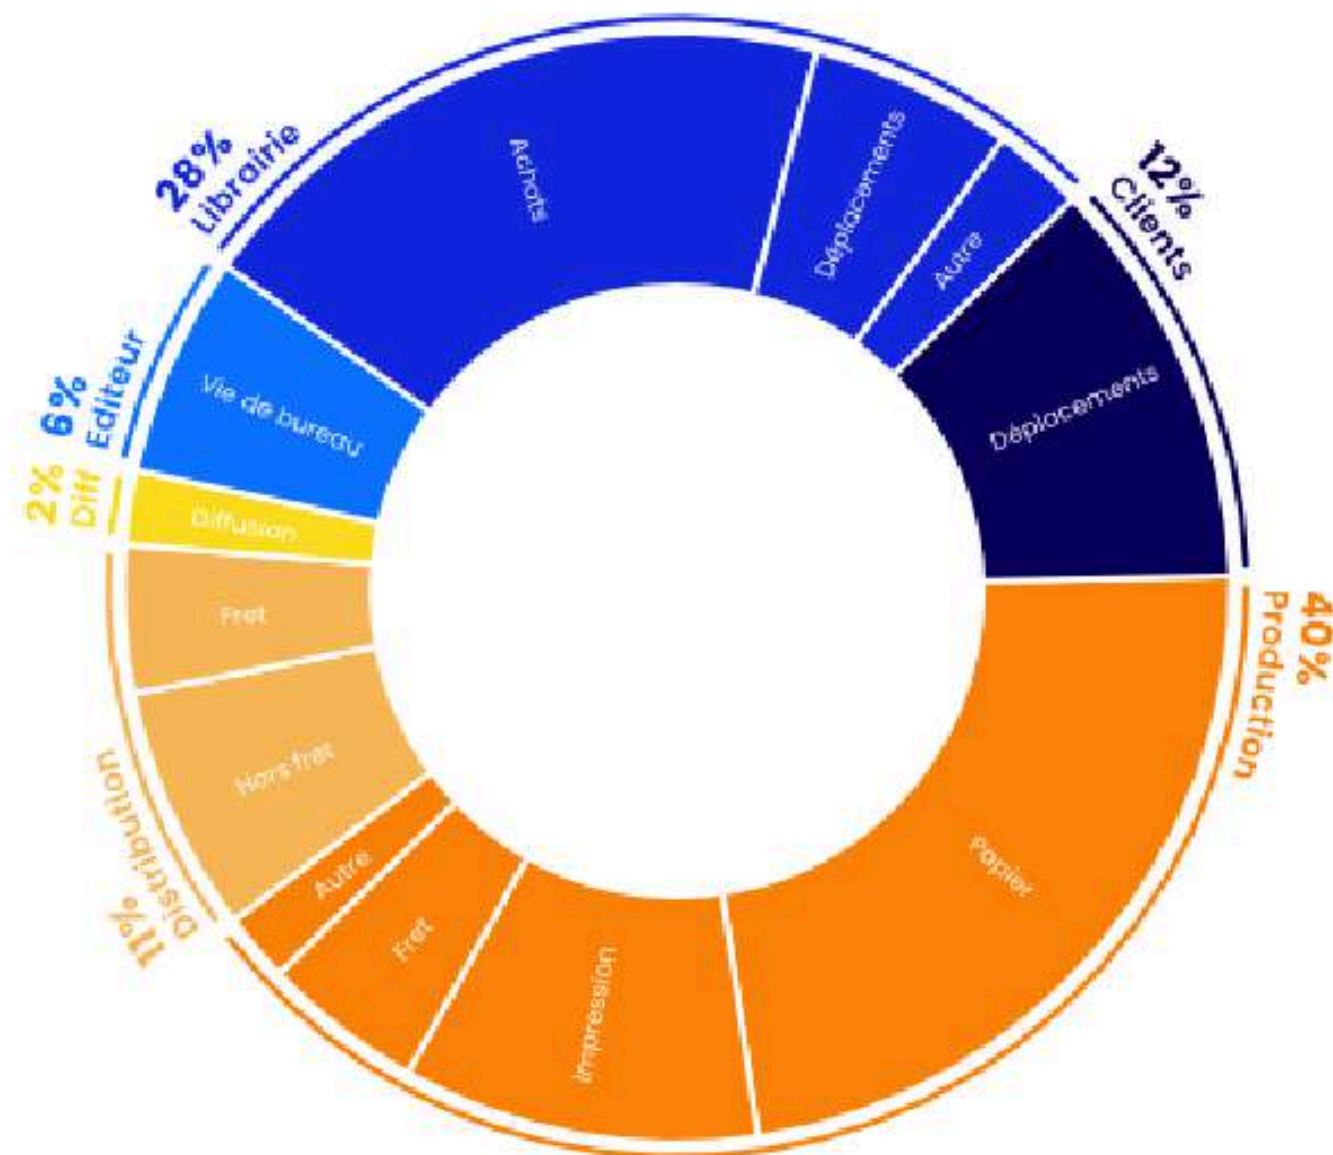 28%
Librairie
Achats
Déplacements
Autre
12%
Clients
Déplacements
40%
Production
Papier
Impression
Fret
Autre
11%
Distribution
Hors fret
Fret
2%
Diff
Diffusion
6%
Editeur
Vie de bureau